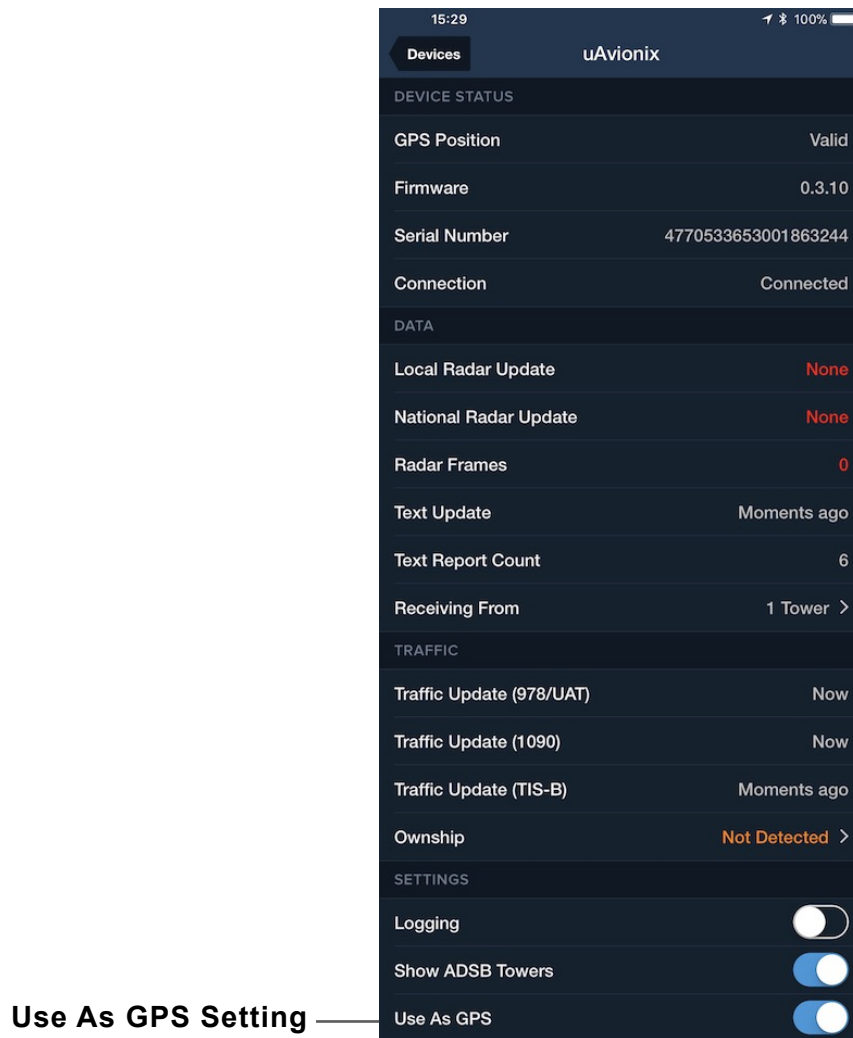 15:29 100%
Devices uAvionix
DEVICE STATUS
GPS Position Valid
Firmware 0.3.10
Serial Number 4770533653001863244
Connection Connected
DATA
Local Radar Update None
National Radar Update None
Radar Frames 0
Text Update Moments ago
Text Report Count 6
Receiving From 1 Tower >
TRAFFIC
Traffic Update (978/UAT) Now
Traffic Update (1090) Now
Traffic Update (TIS-B) Moments ago
Ownship Not Detected >
SETTINGS
Logging
Show ADSB Towers
Use As GPS Setting Use As GPS